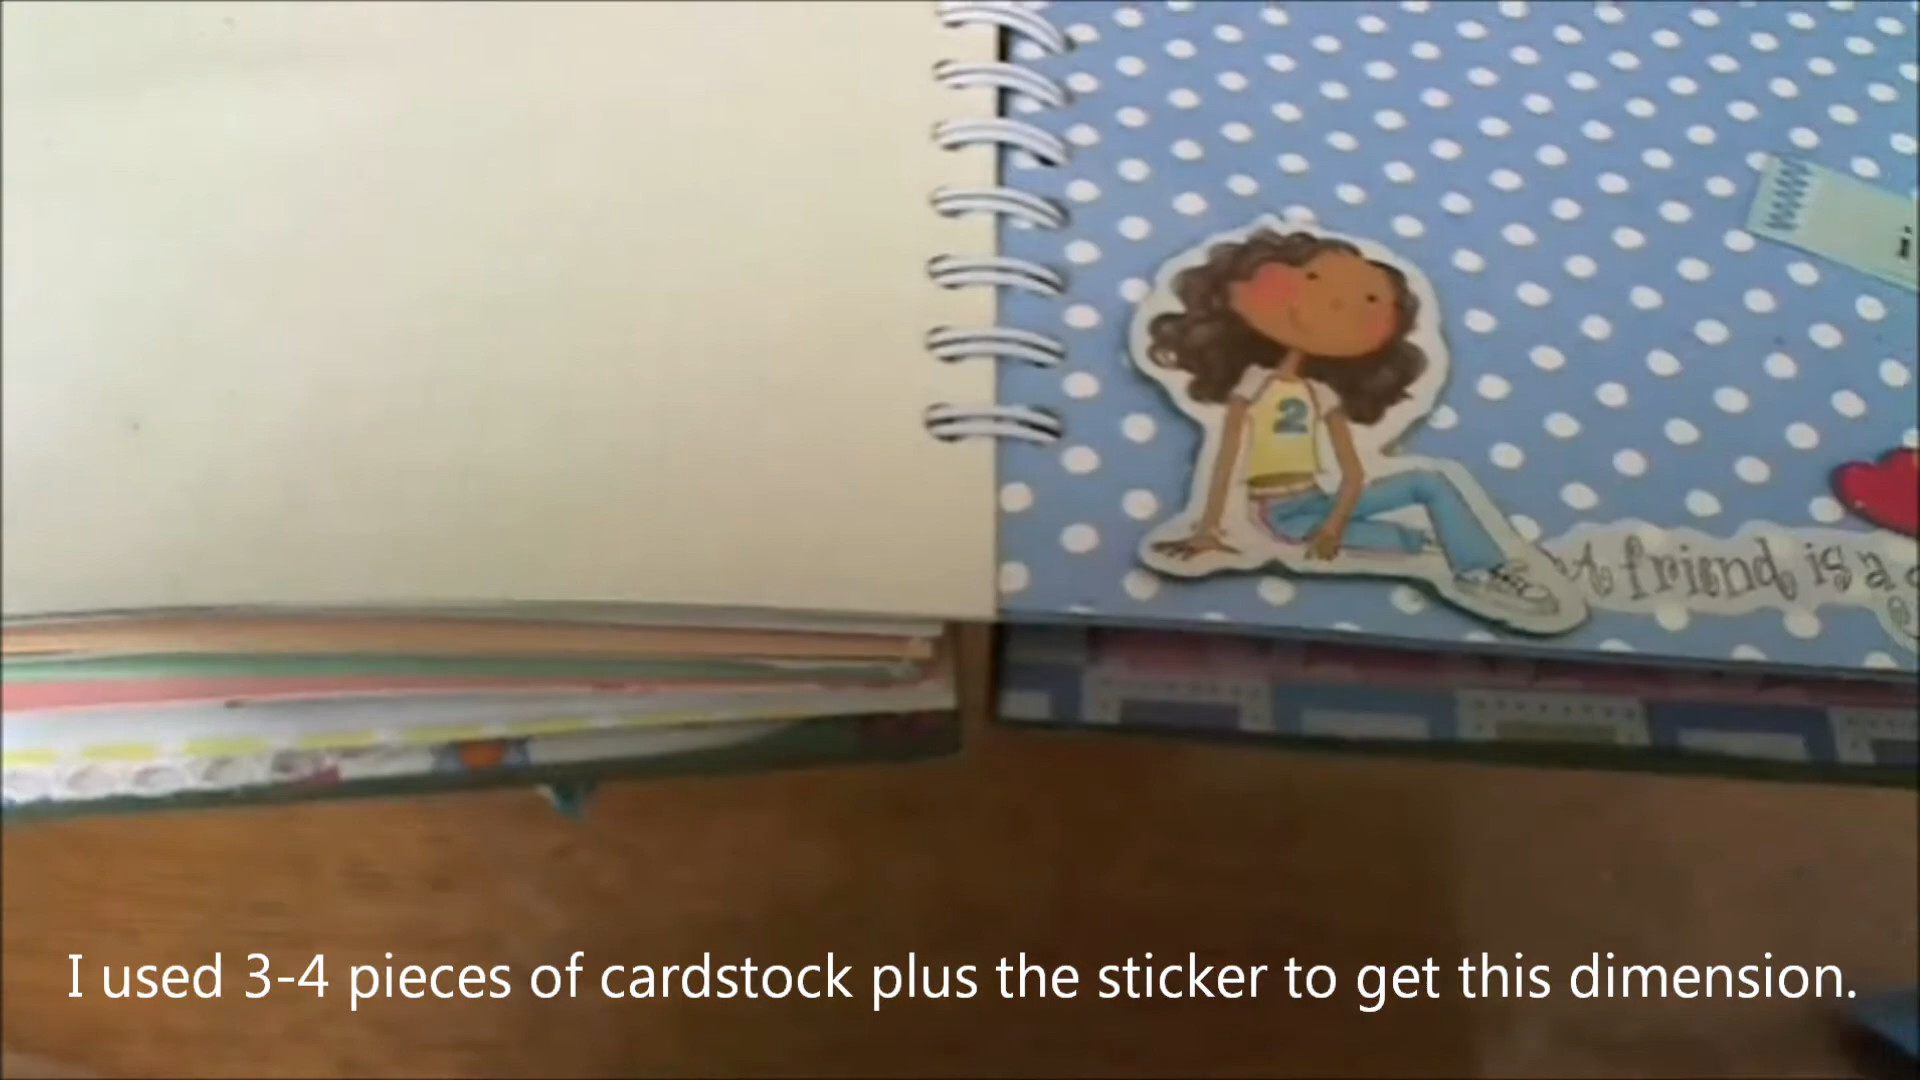 2
A friend is a
I used 3-4 pieces of cardstock plus the sticker to get this dimension.